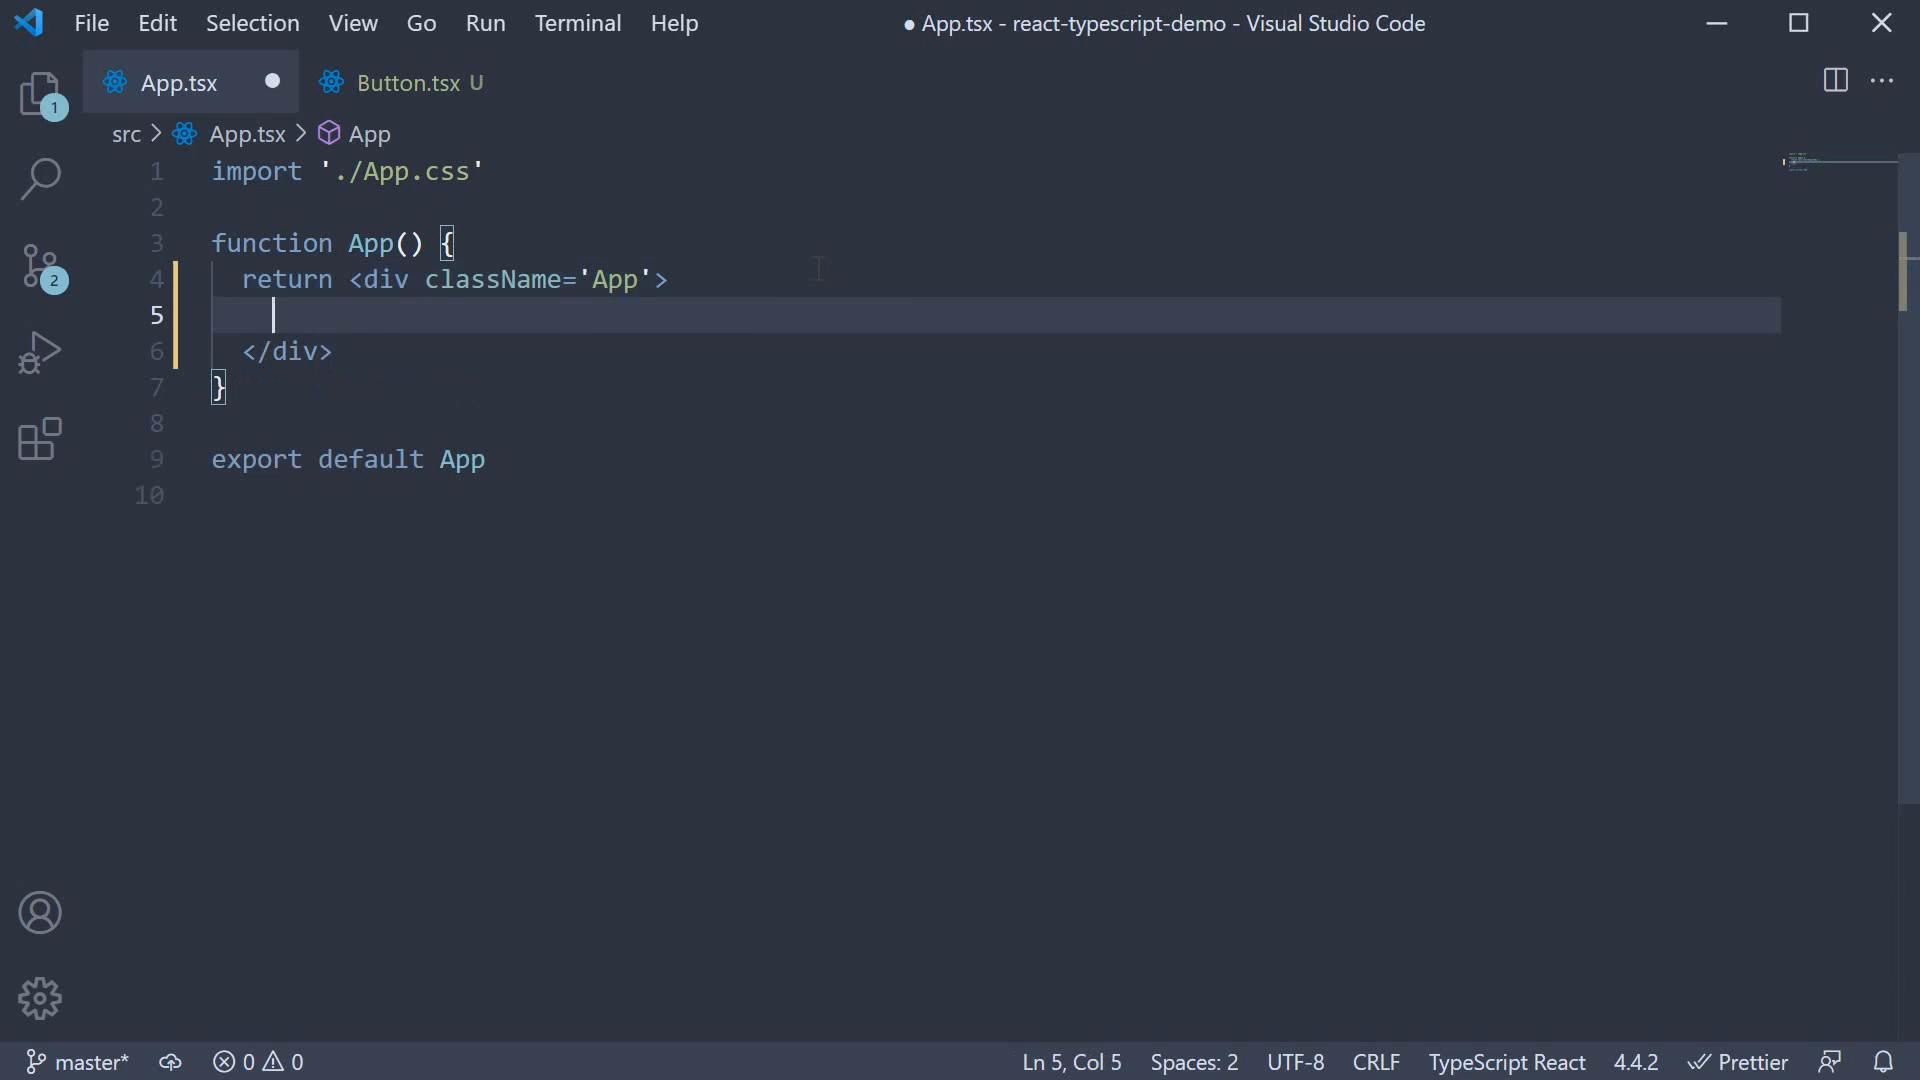 File Edit Selection View Go Run Terminal Help ● App.tsx - react-typescript-demo - Visual Studio Code
App.tsx Button.tsx U
1
src > App.tsx > App
1 import './App.css'
2
3 function App() {
4 return <div className='App'>
2
5
6 </div>
7 }
8
9 export default App
10
master* 0 0 Ln 5, Col 5 Spaces: 2 UTF-8 CRLF TypeScript React 4.4.2 Prettier